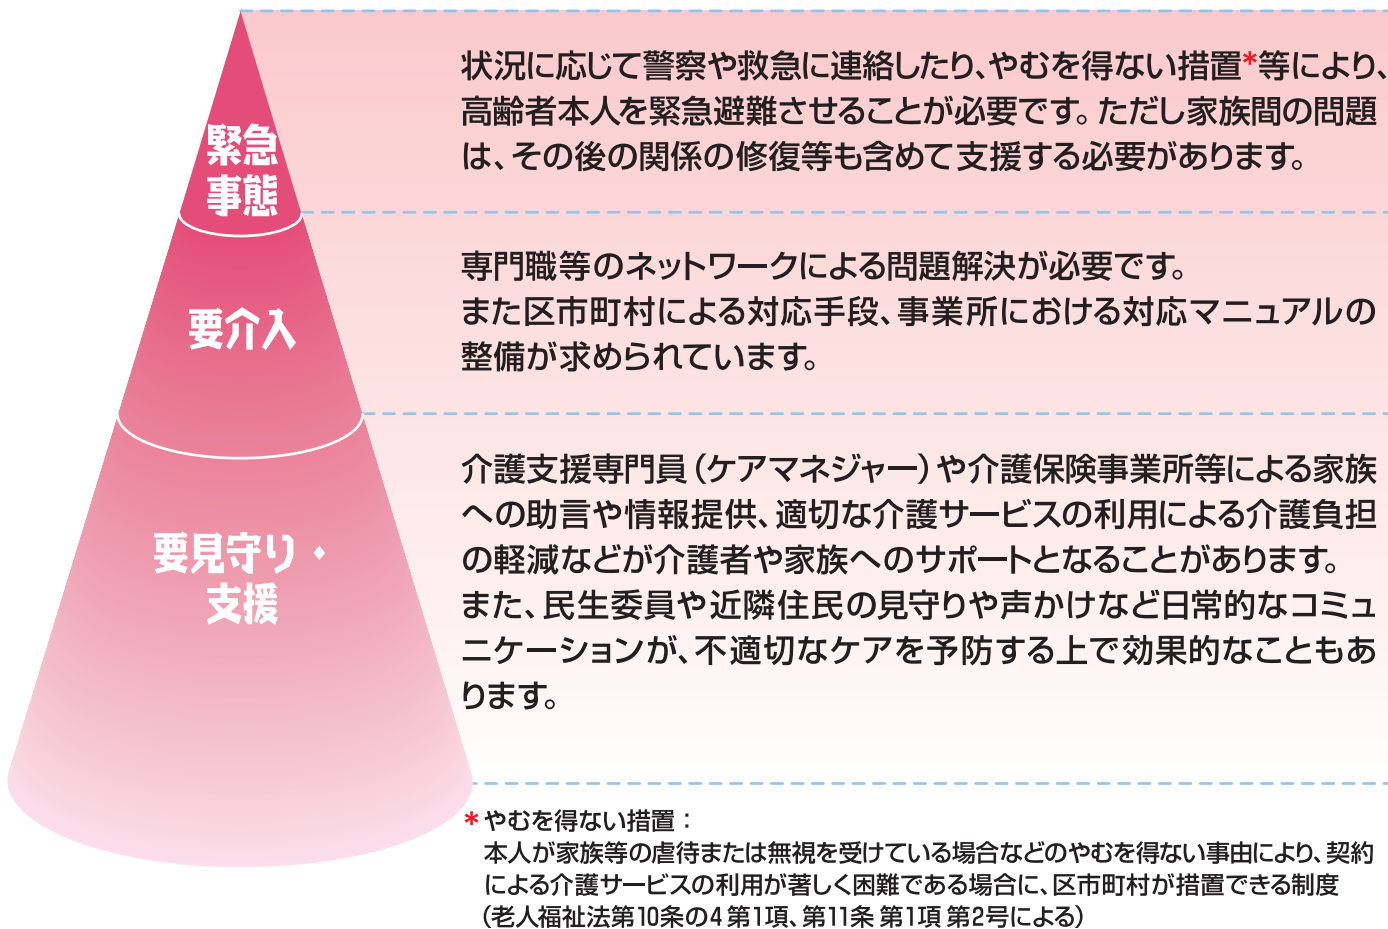 緊急
事態
状況に応じて警察や救急に連絡したり、やむを得ない措置*等により、
高齢者本人を緊急避難させることが必要です。ただし家族間の問題
は、その後の関係の修復等も含めて支援する必要があります。
要介入
専門職等のネットワークによる問題解決が必要です。
また区市町村による対応手段、事業所における対応マニュアルの
整備が求められています。
要見守り・
支援
介護支援専門員(ケアマネジャー)や介護保険事業所等による家族
への助言や情報提供、適切な介護サービスの利用による介護負担
の軽減などが介護者や家族へのサポートとなることがあります。
また、民生委員や近隣住民の見守りや声かけなど日常的なコミュ
ニケーションが、不適切なケアを予防する上で効果的なこともあ
ります。
*やむを得ない措置:
本人が家族等の虐待または無視を受けている場合などのやむを得ない事由により、契約
による介護サービスの利用が著しく困難である場合に、区市町村が措置できる制度
(老人福祉法第10条の4 第1項、第11条 第1項 第2号による)